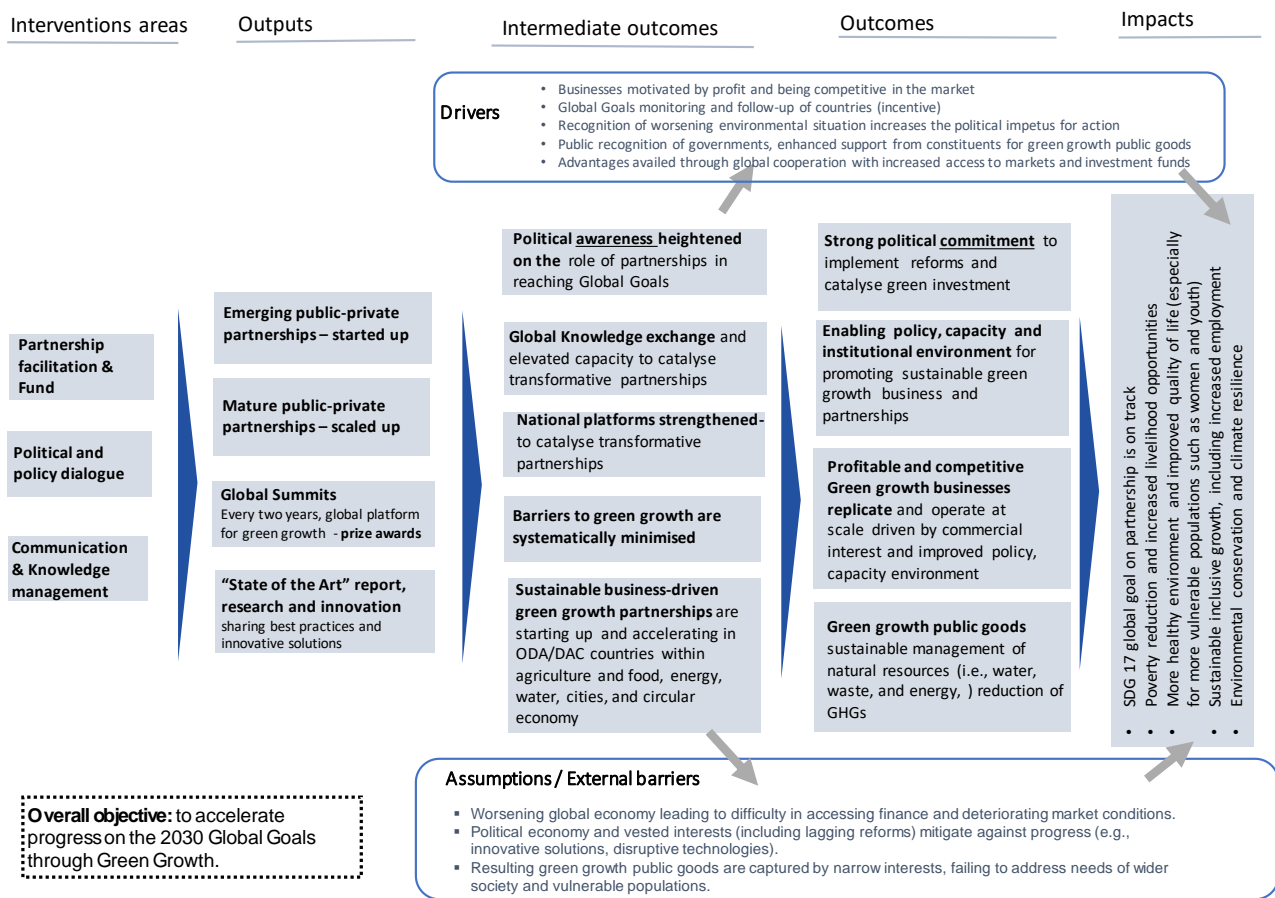 Interventions areas
Outputs
Intermediate outcomes
Outcomes
Impacts
Drivers
• Businesses motivated by profit and being competitive in the market
• Global Goals monitoring and follow-up of countries (incentive)
• Recognition of worsening environmental situation increases the political impetus for action
• Public recognition of governments, enhanced support from constituents for green growth public goods
• Advantages availed through global cooperation with increased access to markets and investment funds
Partnership
facilitation &
Fund
Political and
policy dialogue
Communication
& Knowledge
management
Emerging public-private
partnerships – started up
Mature public-private
partnerships – scaled up
Global Summits
Every two years, global platform
for green growth - prize awards
“State of the Art” report,
research and innovation
sharing best practices and
innovative solutions
Political awareness heightened
on the role of partnerships in
reaching Global Goals
Global Knowledge exchange and
elevated capacity to catalyse
transformative partnerships
National platforms strengthened-
to catalyse transformative
partnerships
Barriers to green growth are
systematically minimised
Sustainable business-driven
green growth partnerships are
starting up and accelerating in
ODA/DAC countries within
agriculture and food, energy,
water, cities, and circular
economy
Strong political commitment to
implement reforms and
catalyse green investment
Enabling policy, capacity and
institutional environment for
promoting sustainable green
growth business and
partnerships
Profitable and competitive
Green growth businesses
replicate and operate at
scale driven by commercial
interest and improved policy,
capacity environment
Green growth public goods
sustainable management of
natural resources (i.e., water,
waste, and energy, ) reduction of
GHGs
• SDG 17 global goal on partnership is on track
• Poverty reduction and increased livelihood opportunities
• More healthy environment and improved quality of life (especially
for more vulnerable populations such as women and youth)
• Sustainable inclusive growth, including increased employment
• Environmental conservation and climate resilience
Assumptions / External barriers
▪ Worsening global economy leading to difficulty in accessing finance and deteriorating market conditions.
▪ Political economy and vested interests (including lagging reforms) mitigate against progress (e.g.,
innovative solutions, disruptive technologies).
▪ Resulting green growth public goods are captured by narrow interests, failing to address needs of wider
society and vulnerable populations.
Overall objective: to accelerate
progress on the 2030 Global Goals
through Green Growth.